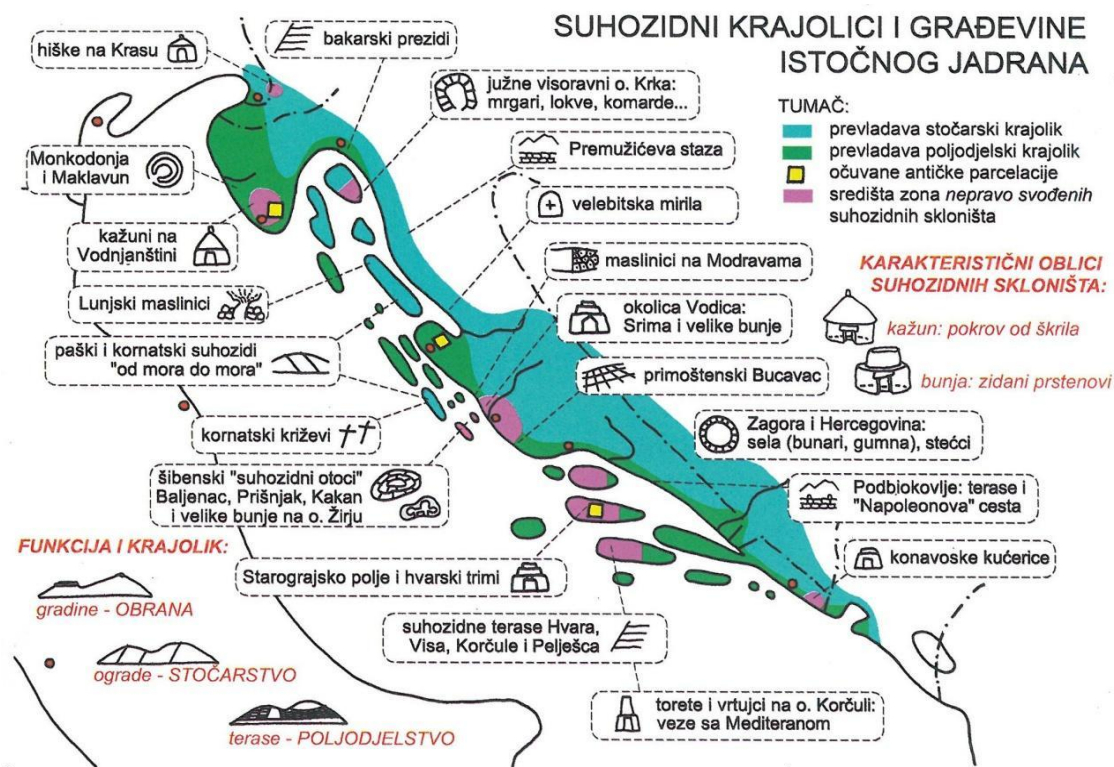 SUHOZIDNI KRAJOLICI I GRAĐEVINE
ISTOČNOG JADRANA
TUMAČ:
prevladava stočarski krajolik
prevladava poljodjelski krajolik
očuvane antičke parcelacije
središta zona nepravo svođenih
suhozidnih skloništa
KARAKTERISTIČNI OBLICI
SUHOZIDNIH SKLONIŠTA:
kažun: pokrov od škrila
bunja: zidani prstenovi
hiške na Krasu
bakarski prezidi
južne visoravni o. Krka:
mrgari, lokve, komarde...
Monkodonja
i Maklavun
Premužićeva staza
velebitska mirila
kažuni na
Vodnjanštini
maslinici na Modravama
Lunjski maslinici
okolica Vodica:
Srima i velike bunje
paški i kornatski suhozidi
"od mora do mora"
primoštenski Bucavac
kornatski križevi
Zagora i Hercegovina:
sela (bunari, gumna), stećci
šibenski "suhozidni otoci"
Baljenac, Prišnjak, Kakan
i velike bunje na o. Žirju
Podbiokovlje: terase i
"Napoleonova" cesta
Starograjsko polje i hvarski trimi
konavoske kućerice
suhozidne terase Hvara,
Visa, Korčule i Pelješca
torete i vrtujci na o. Korčuli:
veze sa Mediteranom
FUNKCIJA I KRAJOLIK:
gradine - OBRANA
ograde - STOČARSTVO
terase - POLJODJELSTVO